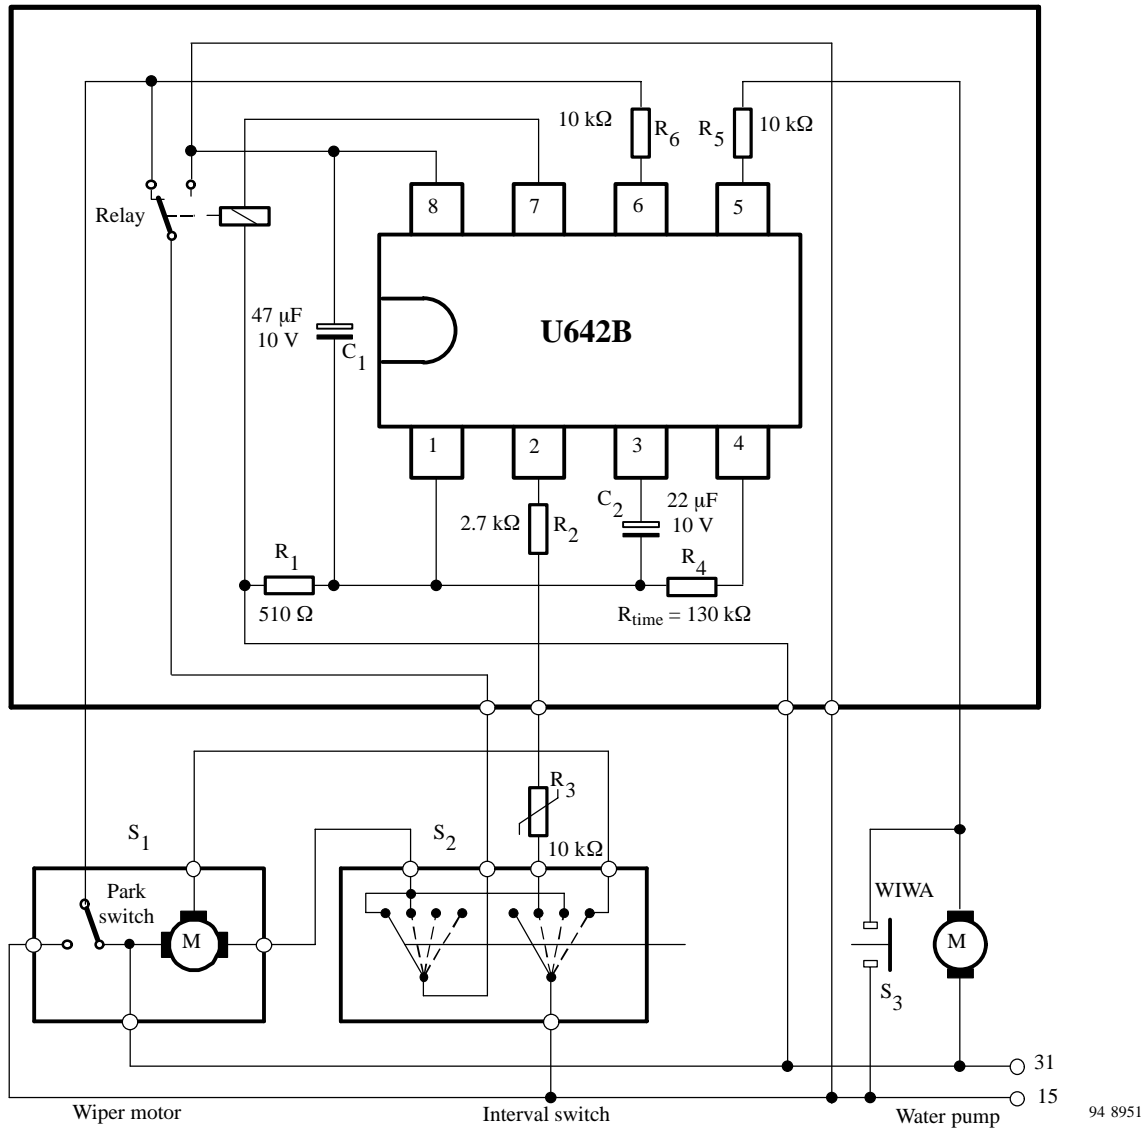 10 kΩ
R6
R5
10 kΩ
8
7
6
5
Relay
47 µF
10 V
C1
U642B
1
2
3
4
2.7 kΩ
R2
C2
22 µF
10 V
R1
510 Ω
R4
Rtime = 130 kΩ
R3
10 kΩ
S1
S2
Park
switch
M
WIWA
M
S3
31
15
Wiper motor
Interval switch
Water pump
94 8951